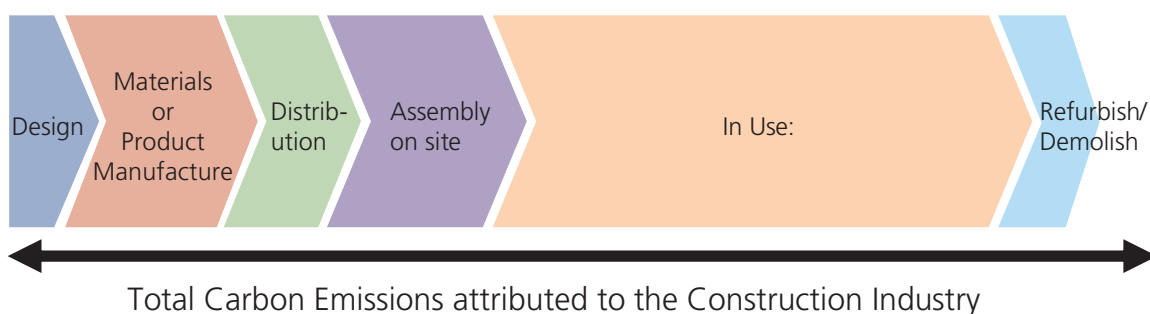 Design
Materials
or
Product
Manufacture
Distrib-
ution
Assembly
on site
In Use:
Refurbish/
Demolish
Total Carbon Emissions attributed to the Construction Industry